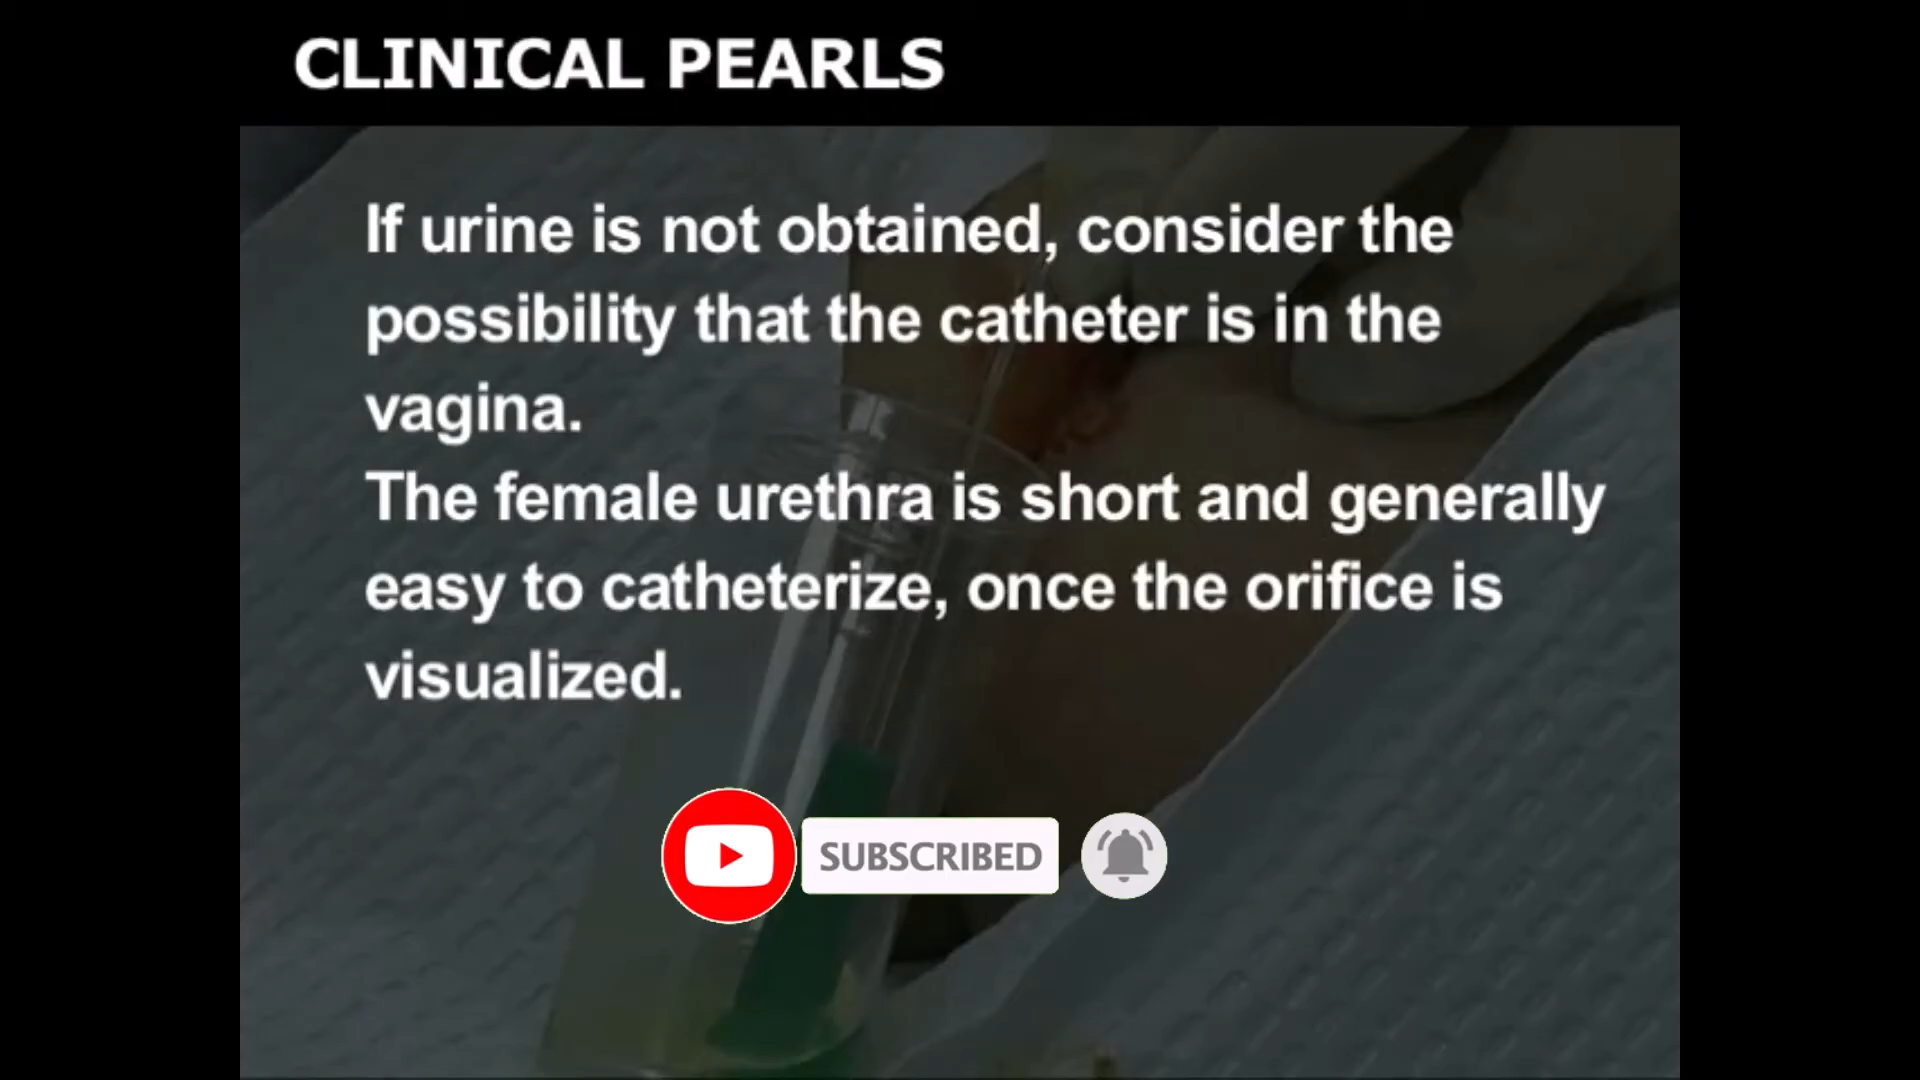 CLINICAL PEARLS
If urine is not obtained, consider the
possibility that the catheter is in the
vagina.
The female urethra is short and generally
easy to catheterize, once the orifice is
visualized.
SUBSCRIBED